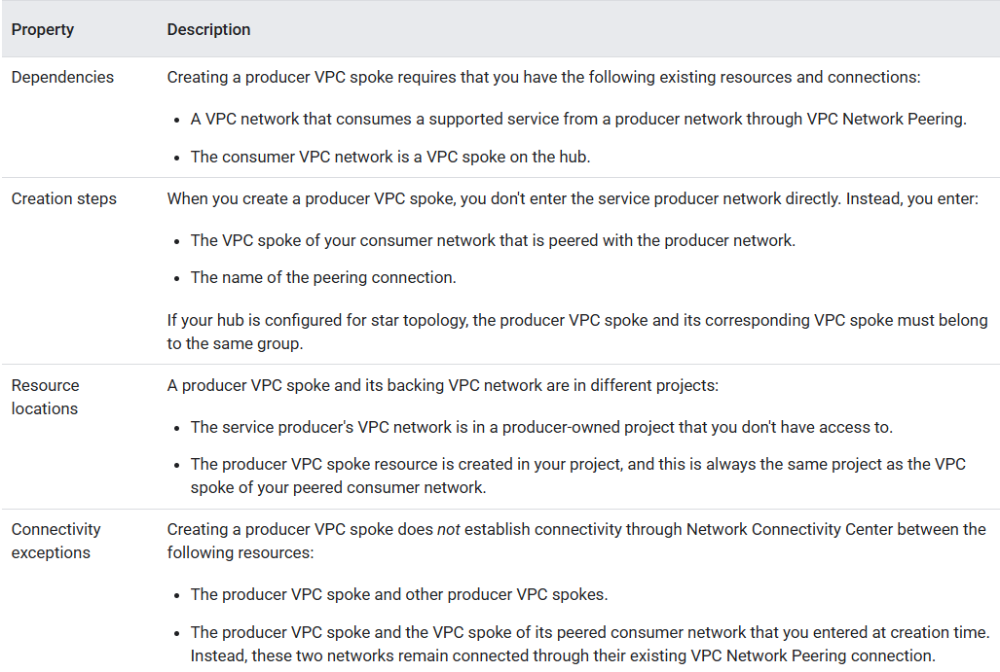 Property Description
Dependencies Creating a producer VPC spoke requires that you have the following existing resources and connections:
• A VPC network that consumes a supported service from a producer network through VPC Network Peering.
• The consumer VPC network is a VPC spoke on the hub.
Creation steps When you create a producer VPC spoke, you don't enter the service producer network directly. Instead, you enter:
• The VPC spoke of your consumer network that is peered with the producer network.
• The name of the peering connection.
If your hub is configured for star topology, the producer VPC spoke and its corresponding VPC spoke must belong
to the same group.
Resource
locations
A producer VPC spoke and its backing VPC network are in different projects:
• The service producer's VPC network is in a producer-owned project that you don't have access to.
• The producer VPC spoke resource is created in your project, and this is always the same project as the VPC
spoke of your peered consumer network.
Connectivity
exceptions
Creating a producer VPC spoke does not establish connectivity through Network Connectivity Center between the
following resources:
• The producer VPC spoke and other producer VPC spokes.
• The producer VPC spoke and the VPC spoke of its peered consumer network that you entered at creation time.
Instead, these two networks remain connected through their existing VPC Network Peering connection.